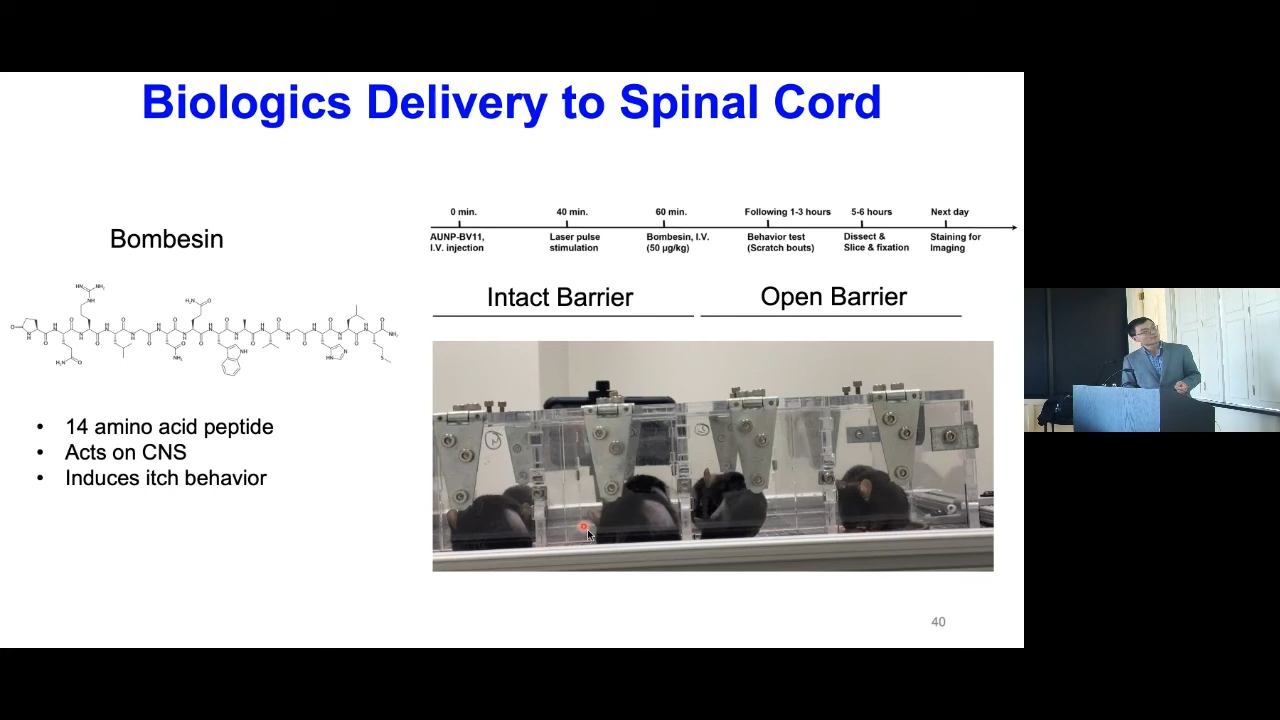 Biologics Delivery to Spinal Cord
Bombesin
• 14 amino acid peptide
• Acts on CNS
• Induces itch behavior
0 min.
AUNP-BV11,
I.V. injection
40 min.
Laser pulse
stimulation
60 min.
Bombesin, I.V.
(50 μg/kg)
Following 1-3 hours
Behavior test
(Scratch bouts)
5-6 hours
Dissect &
Slice & fixation
Next day
Staining for
Imaging
Intact Barrier
Open Barrier
40